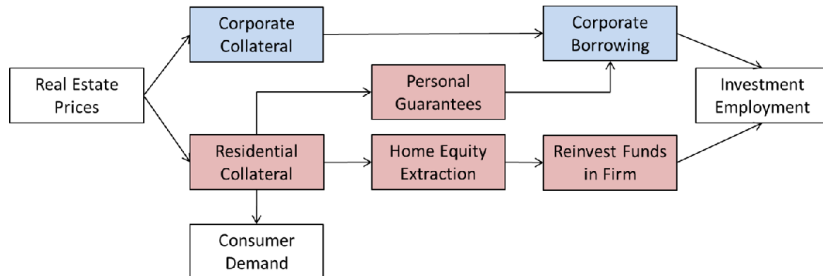 Corporate
Collateral
Corporate
Borrowing
Real Estate
Prices
Personal
Guarantees
Investment
Employment
Residential
Collateral
Home Equity
Extraction
Reinvest Funds
in Firm
Consumer
Demand